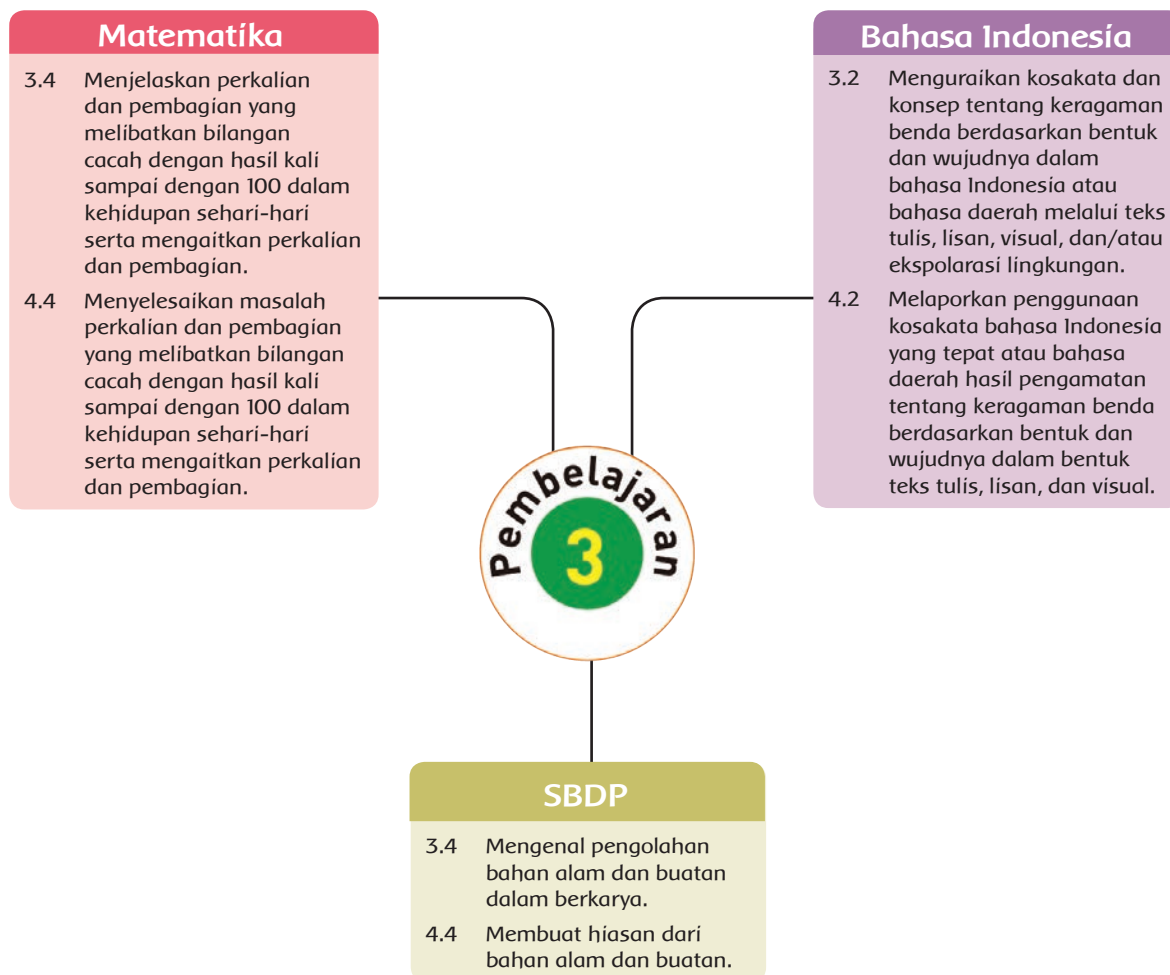 Matematika
3.4 Menjelaskan perkalian
dan pembagian yang
melibatkan bilangan
cacah dengan hasil kali
sampai dengan 100 dalam
kehidupan sehari-hari
serta mengaitkan perkalian
dan pembagian.
4.4 Menyelesaikan masalah
perkalian dan pembagian
yang melibatkan bilangan
cacah dengan hasil kali
sampai dengan 100 dalam
kehidupan sehari-hari
serta mengaitkan perkalian
dan pembagian.
Bahasa Indonesia
3.2 Menguraikan kosakata dan
konsep tentang keragaman
benda berdasarkan bentuk
dan wujudnya dalam
bahasa Indonesia atau
bahasa daerah melalui teks
tulis, lisan, visual, dan/atau
ekspolarasi lingkungan.
4.2 Melaporkan penggunaan
kosakata bahasa Indonesia
yang tepat atau bahasa
daerah hasil pengamatan
tentang keragaman benda
berdasarkan bentuk dan
wujudnya dalam bentuk
teks tulis, lisan, dan visual.
Pembelajaran
3
SBDP
3.4 Mengenal pengolahan
bahan alam dan buatan
dalam berkarya.
4.4 Membuat hiasan dari
bahan alam dan buatan.